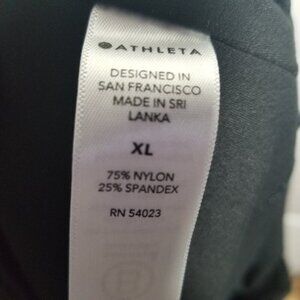 ATHLETA
DESIGNED IN
SAN FRANCISCO
MADE IN SRI
LANKA
XL
75% NYLON
25% SPANDEX
RN 54023